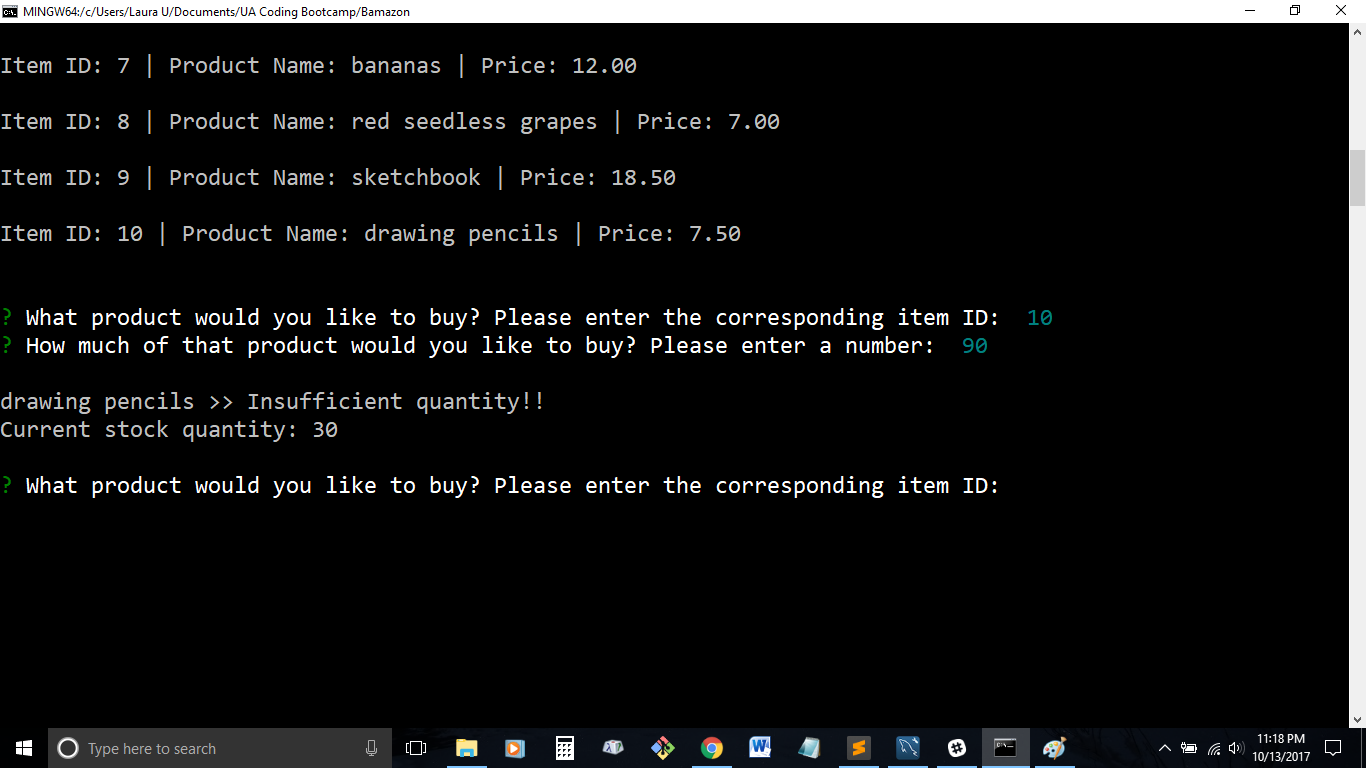 MINGW64:/c/Users/Laura U/Documents/UA Coding Bootcamp/Bamazon
Item ID: 7 | Product Name: bananas | Price: 12.00
Item ID: 8 | Product Name: red seedless grapes | Price: 7.00
Item ID: 9 | Product Name: sketchbook | Price: 18.50
Item ID: 10 | Product Name: drawing pencils | Price: 7.50
? What product would you like to buy? Please enter the corresponding item ID:  10
? How much of that product would you like to buy? Please enter a number:  90
drawing pencils >> Insufficient quantity!!
Current stock quantity: 30
? What product would you like to buy? Please enter the corresponding item ID:
Type here to search
11:18 PM
10/13/2017